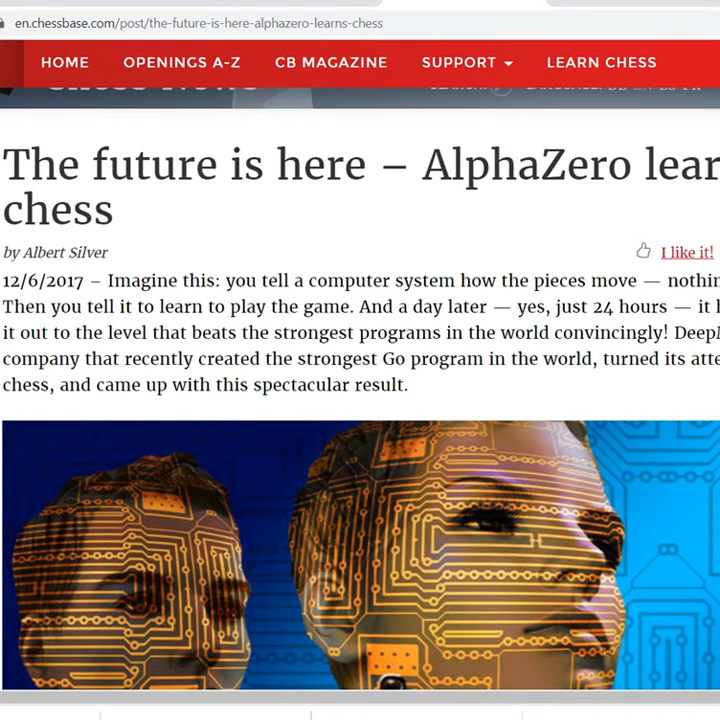 en.chessbase.com/post/the-future-is-here-alphazero-learns-chess
HOME OPENINGS A-Z CB MAGAZINE SUPPORT LEARN CHESS
The future is here – AlphaZero lear
chess
by Albert Silver I like it!
12/6/2017 – Imagine this: you tell a computer system how the pieces move — nothin
Then you tell it to learn to play the game. And a day later — yes, just 24 hours — it h
it out to the level that beats the strongest programs in the world convincingly! Deep
company that recently created the strongest Go program in the world, turned its atte
chess, and came up with this spectacular result.